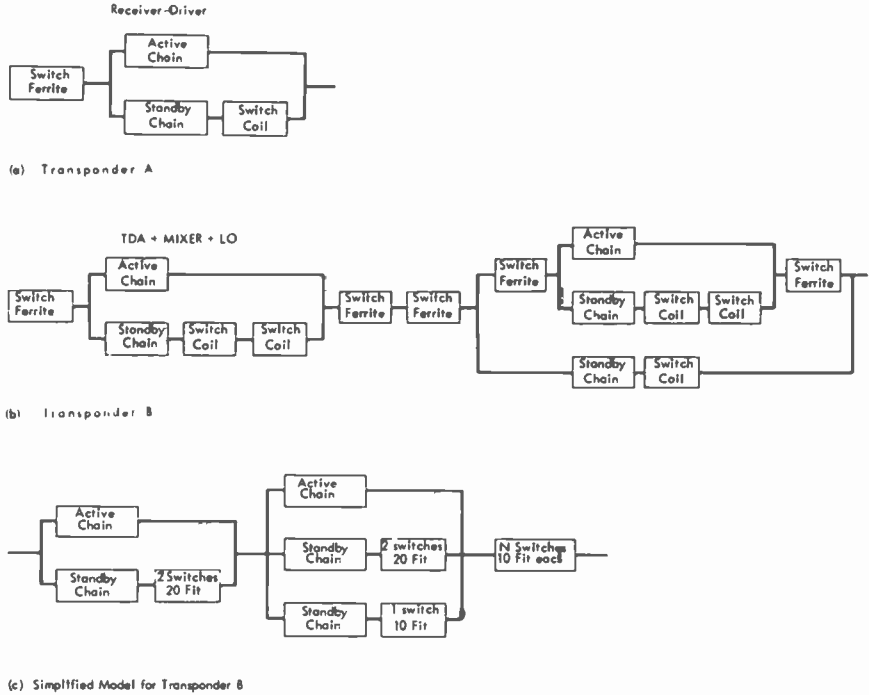 Receiver-Driver
Active
Chain
Switch
Ferrite
Standby
Chain
Switch
Coil
(a) Transponder A
TDA + MIXER + LO
Active
Chain
Switch
Ferrite
Standby
Chain
Switch
Coil
Switch
Coil
Switch
Ferrite
Switch
Ferrite
Switch
Ferrite
Active
Chain
Standby
Chain
Switch
Coil
Switch
Coil
Switch
Ferrite
Standby
Chain
Switch
Coil
(b) Transponder B
Active
Chain
Standby
Chain
2 Switches
20 Fit
Active
Chain
Standby
Chain
2 switches
20 Fit
Standby
Chain
1 switch
10 Fit
N Switches
10 Fit each
(c) Simplified Model for Transponder B